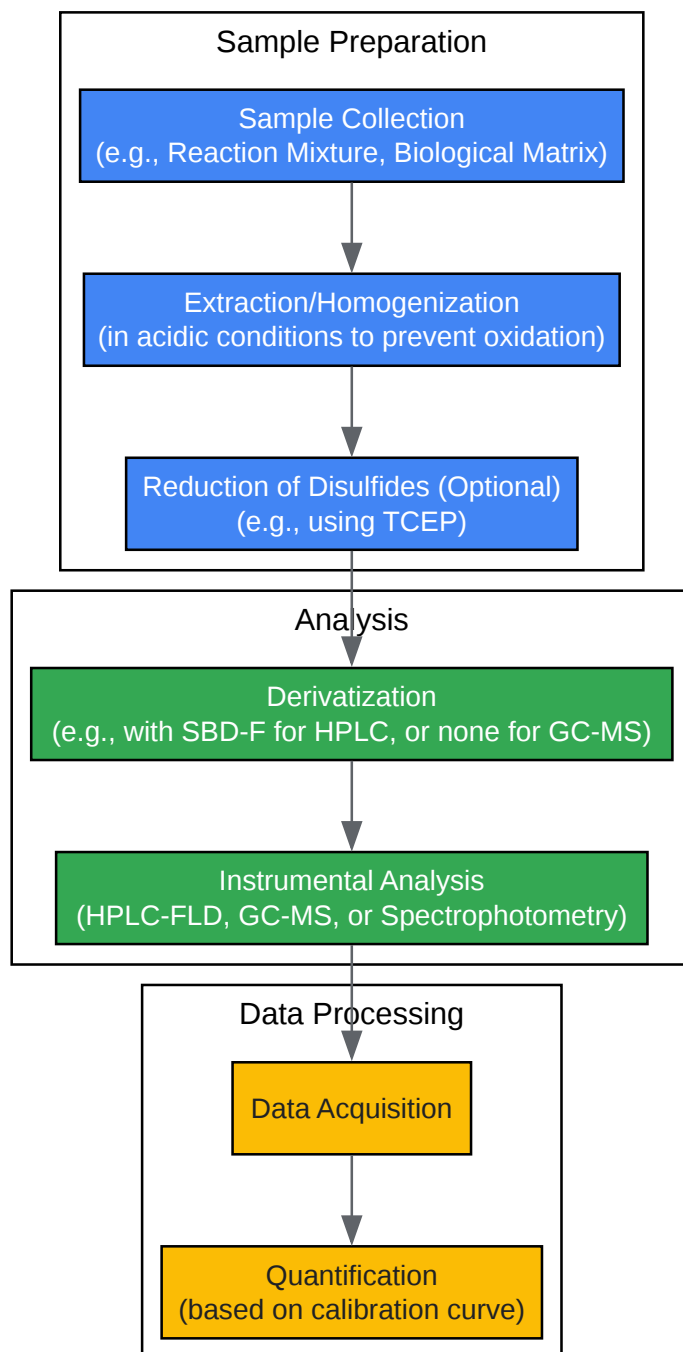 Sample Preparation
Sample Collection
(e.g., Reaction Mixture, Biological Matrix)
Extraction/Homogenization
(in acidic conditions to prevent oxidation)
Reduction of Disulfides (Optional)
(e.g., using TCEP)
Analysis
Derivatization
(e.g., with SBD-F for HPLC, or none for GC-MS)
Instrumental Analysis
(HPLC-FLD, GC-MS, or Spectrophotometry)
Data Processing
Data Acquisition
Quantification
(based on calibration curve)